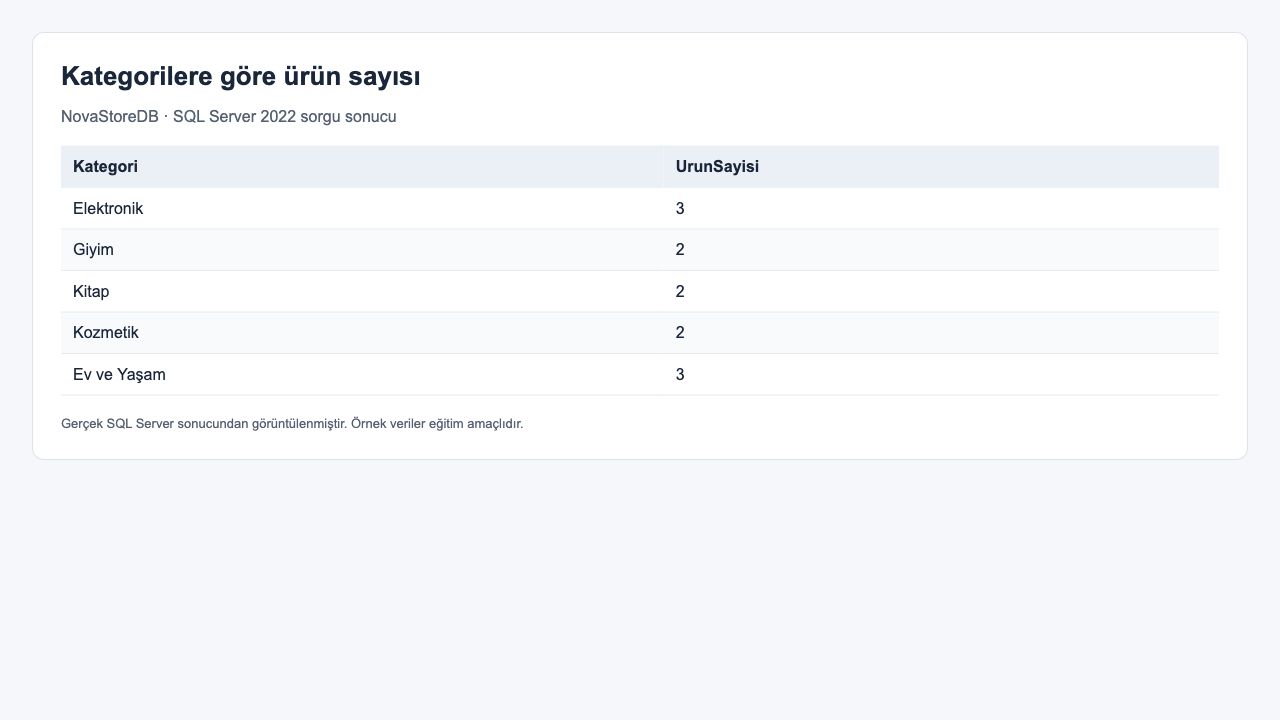 Kategorilere göre ürün sayısı
NovaStoreDB · SQL Server 2022 sorgu sonucu
Kategori UrunSayisi
Elektronik 3
Giyim 2
Kitap 2
Kozmetik 2
Ev ve Yaşam 3
Gerçek SQL Server sonucundan görüntülenmiştir. Örnek veriler eğitim amaçlıdır.